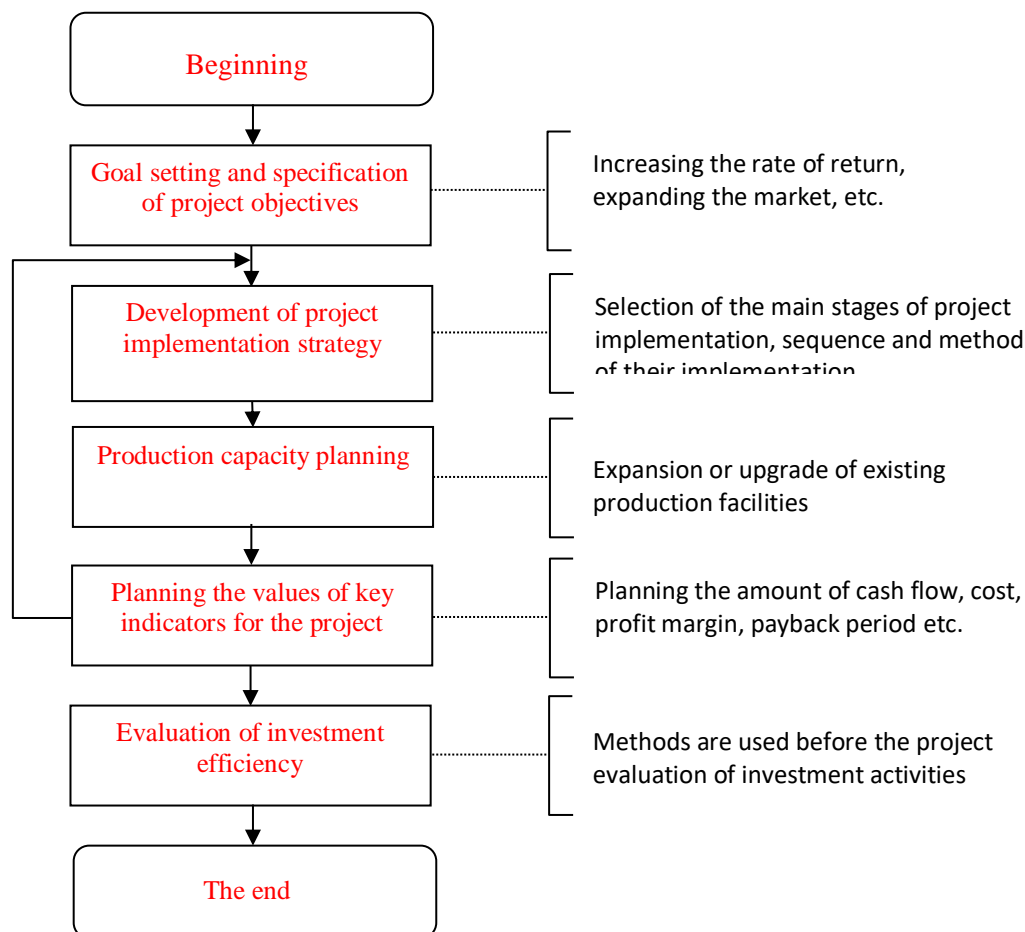 Beginning
Goal setting and specification
of project objectives
Increasing the rate of return,
expanding the market, etc.
Development of project
implementation strategy
Selection of the main stages of project
implementation, sequence and method
of their implementation
Production capacity planning
Expansion or upgrade of existing
production facilities
Planning the values of key
indicators for the project
Planning the amount of cash flow, cost,
profit margin, payback period etc.
Evaluation of investment
efficiency
Methods are used before the project
evaluation of investment activities
The end